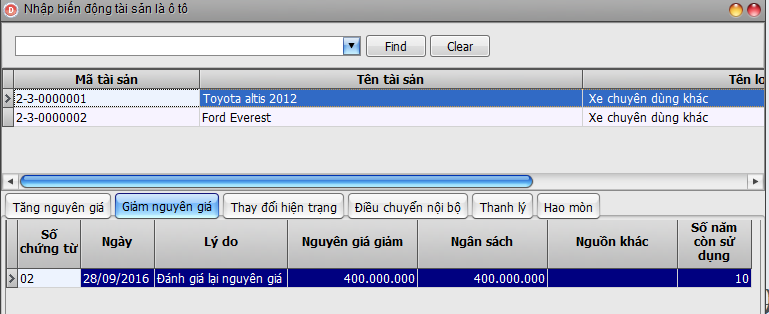 Nhập biến động tài sản là ô tô
Find Clear
Mã tài sản Tên tài sản Tên lo
2-3-0000001 Toyota altis 2012 Xe chuyên dùng khác
2-3-0000002 Ford Everest Xe chuyên dùng khác
Tăng nguyên giá Giảm nguyên giá Thay đổi hiện trạng Điều chuyển nội bộ Thanh lý Hao mòn
Số chứng từ Ngày Lý do Nguyên giá giảm Ngân sách Nguồn khác Số năm còn sử dụng
02 28/09/2016 Đánh giá lại nguyên giá 400.000.000 400.000.000 10